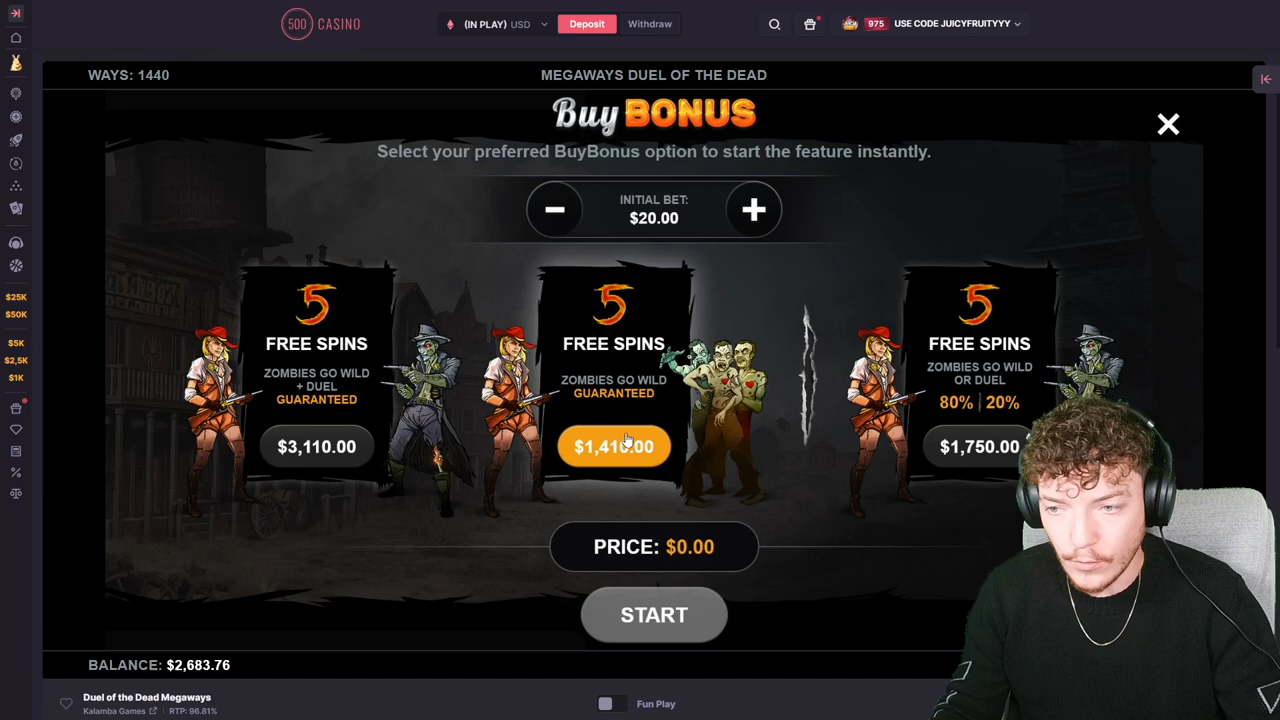 500 CASINO
(IN PLAY) USD
Deposit
Withdraw
975
USE CODE JUICYFRUITYYY
WAYS: 1440
MEGAWAYS DUEL OF THE DEAD
Buy BONUS
Select your preferred BuyBonus option to start the feature instantly.
INITIAL BET:
$20.00
5
FREE SPINS
ZOMBIES GO WILD
+ DUEL
GUARANTEED
$3,110.00
5
FREE SPINS
ZOMBIES GO WILD
GUARANTEED
$1,410.00
5
FREE SPINS
ZOMBIES GO WILD
OR DUEL
80% | 20%
$1,750.00
$25K
$50K
$5K
$2,5K
$1K
PRICE: $0.00
START
BALANCE: $2,683.76
Duel of the Dead Megaways
Kalamba Games | RTP: 96.81%
Fun Play